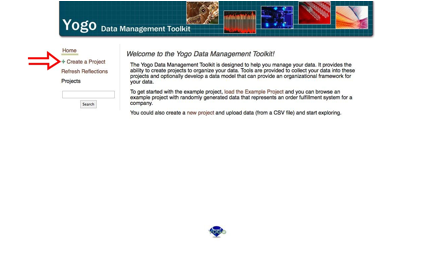 Yogo Data Management Toolkit
Home
+ Create a Project
Refresh Reflections
Projects
Search
Welcome to the Yogo Data Management Toolkit!
The Yogo Data Management Toolkit is designed to help you manage your data. It provides the
ability to create projects to organize your data. Tools are provided to collect your data into these
projects and optionally develop a data model that can provide an organizational framework for
your data.
To get started with the example project, load the Example Project and you can browse an
example project with randomly generated data that represents an order fulfillment system for a
company.
You could also create a new project and upload data (from a CSV file) and start exploring.